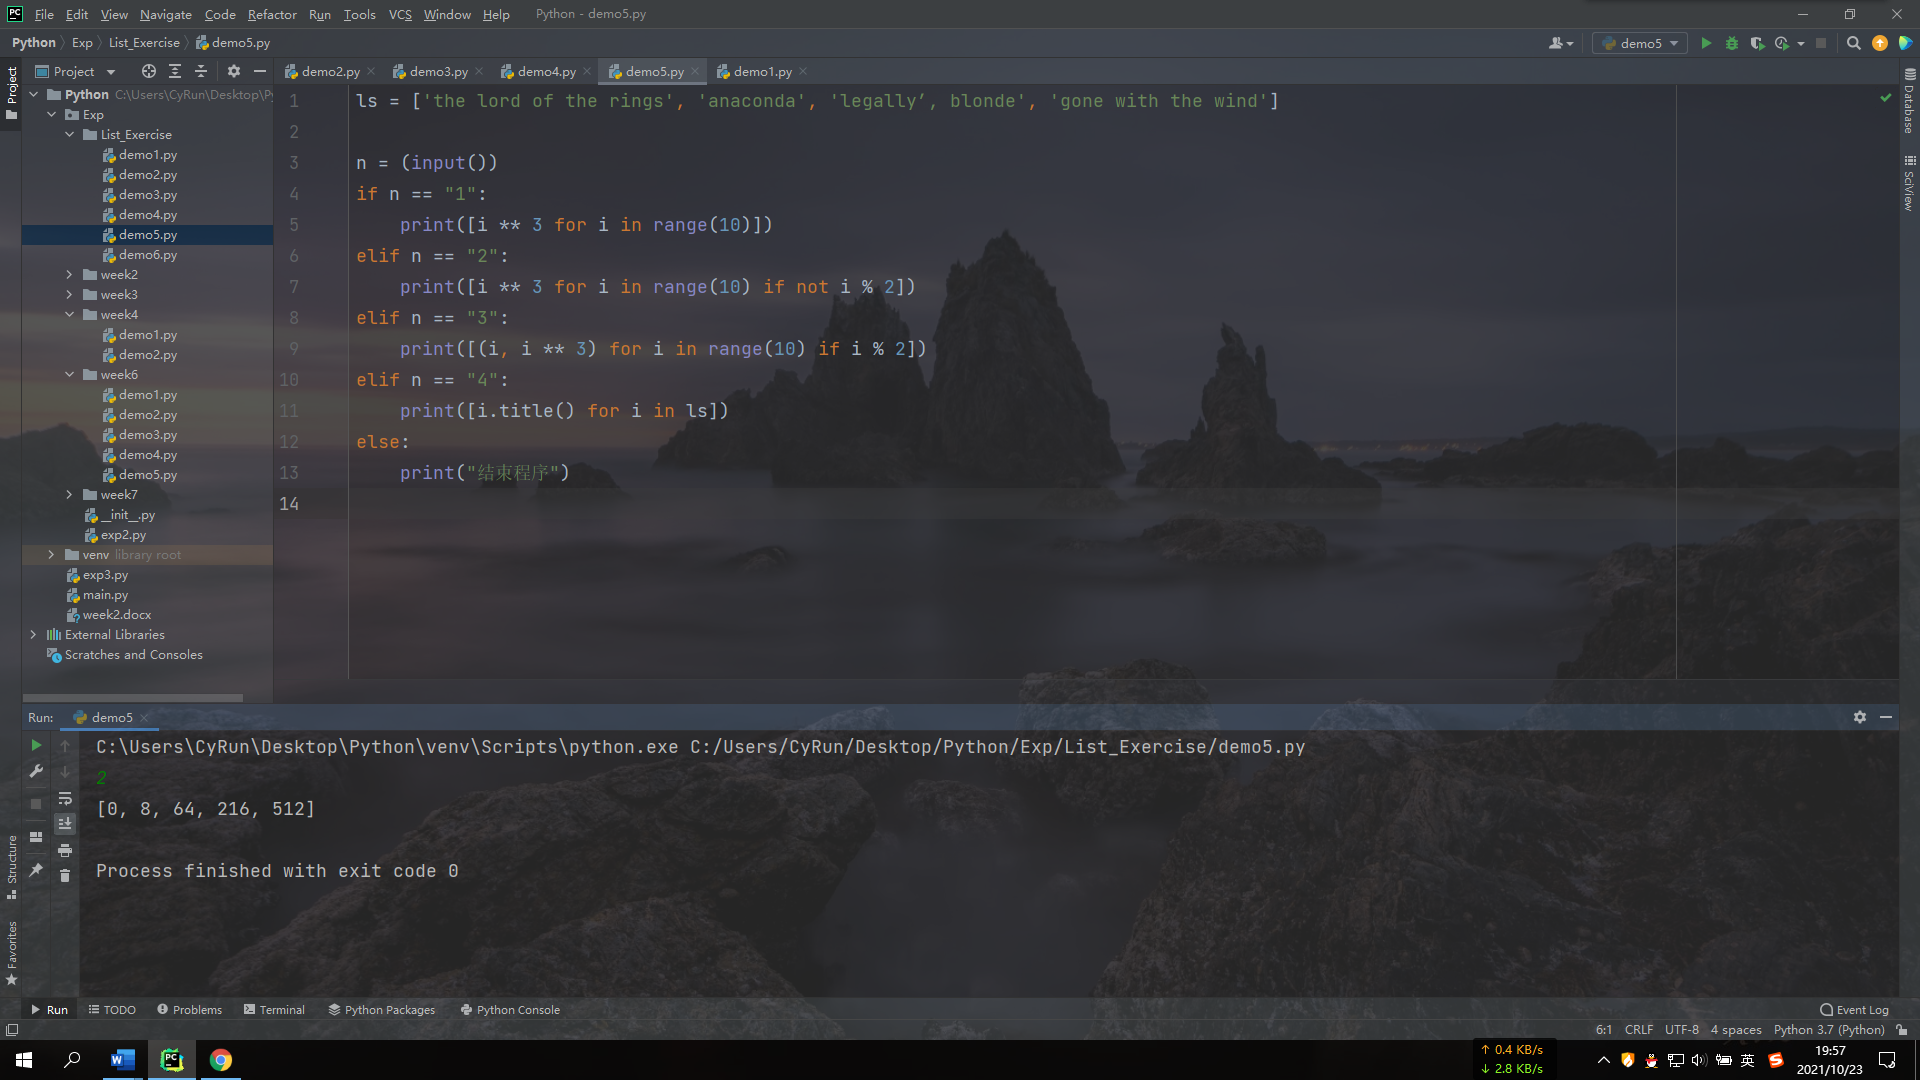 PC File Edit View Navigate Code Refactor Run Tools VCS Window Help Python - demo5.py
Python Exp List_Exercise demo5.py demo5
Project demo2.py demo3.py demo4.py demo5.py demo1.py
Project
Python C:\Users\CyRun\Desktop\Py
Exp
List_Exercise
demo1.py
demo2.py
demo3.py
demo4.py
demo5.py
demo6.py
week2
week3
week4
demo1.py
demo2.py
week6
demo1.py
demo2.py
demo3.py
demo4.py
demo5.py
week7
__init__.py
exp2.py
venv library root
exp3.py
main.py
week2.docx
External Libraries
Scratches and Consoles
1 ls = ['the lord of the rings', 'anaconda', 'legally’, blonde', 'gone with the wind']
2
3 n = (input())
4 if n == "1":
5 print([i ** 3 for i in range(10)])
6 elif n == "2":
7 print([i ** 3 for i in range(10) if not i % 2])
8 elif n == "3":
9 print([(i, i ** 3) for i in range(10) if i % 2])
10 elif n == "4":
11 print([i.title() for i in ls])
12 else:
13 print("结束程序")
14
Database
SciView
Run: demo5
C:\Users\CyRun\Desktop\Python\venv\Scripts\python.exe C:/Users/CyRun/Desktop/Python/Exp/List_Exercise/demo5.py
2
[0, 8, 64, 216, 512]
Process finished with exit code 0
Structure
Favorites
Run TODO Problems Terminal Python Packages Python Console Event Log
6:1 CRLF UTF-8 4 spaces Python 3.7 (Python)
W PC ↑ 0.4 KB/s
↓ 2.8 KB/s
英 S 19:57
2021/10/23